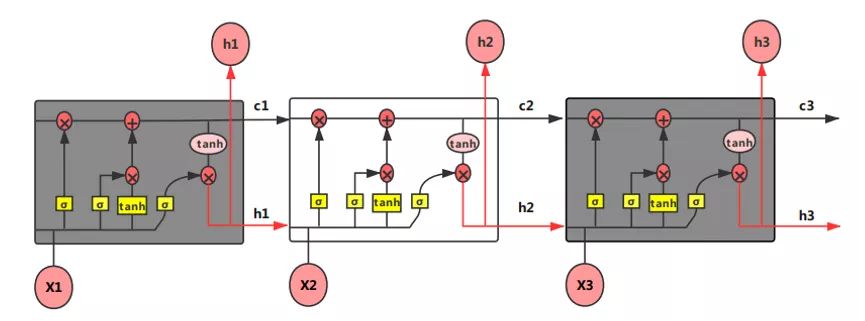 h1 h2 h3
c1 c2 c3
× + × + × +
tanh tanh tanh
× × × × × ×
σ σ tanh σ σ σ tanh σ σ σ tanh σ
h1 h2 h3
X1 X2 X3